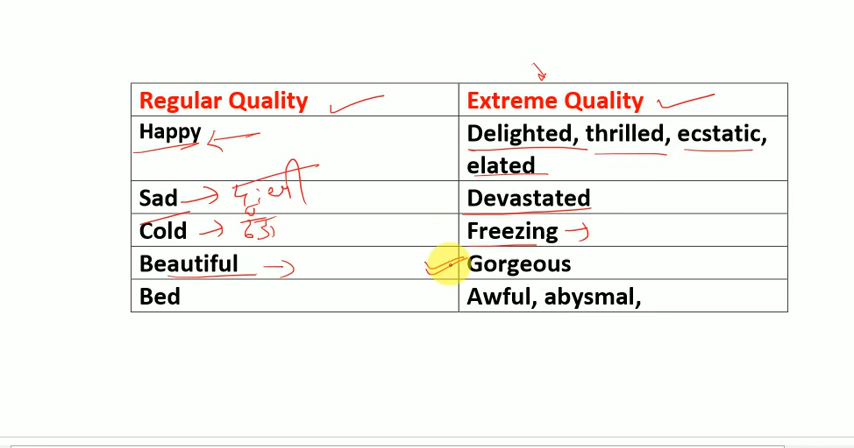 Regular Quality Extreme Quality
Happy Delighted, thrilled, ecstatic,
elated
Sad दुःखी Devastated
Cold ठंडा Freezing
Beautiful Gorgeous
Bed Awful, abysmal,